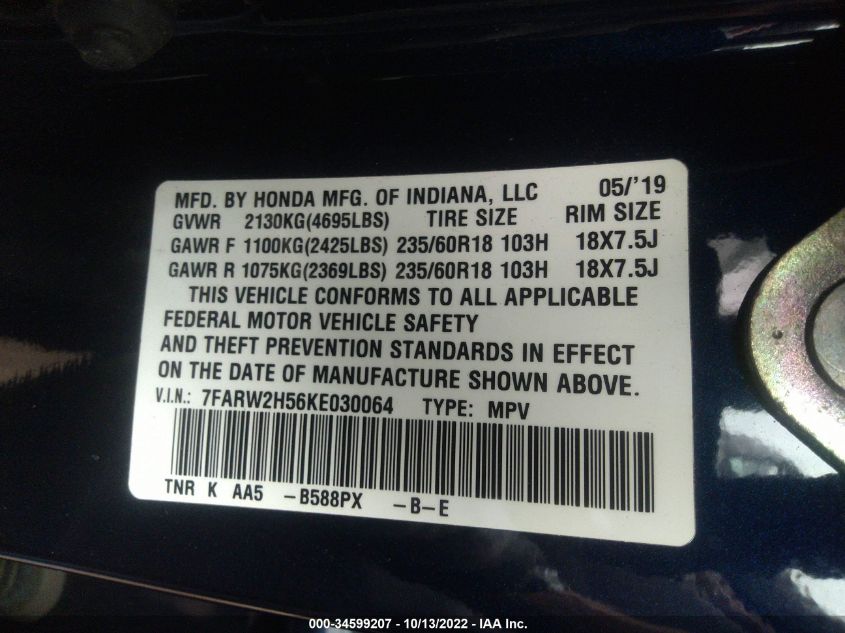 MFD. BY HONDA MFG. OF INDIANA, LLC 05/'19
GVWR 2130KG(4695LBS) TIRE SIZE RIM SIZE
GAWR F 1100KG(2425LBS) 235/60R18 103H 18X7.5J
GAWR R 1075KG(2369LBS) 235/60R18 103H 18X7.5J
THIS VEHICLE CONFORMS TO ALL APPLICABLE
FEDERAL MOTOR VEHICLE SAFETY
AND THEFT PREVENTION STANDARDS IN EFFECT
ON THE DATE OF MANUFACTURE SHOWN ABOVE.
V.I.N.: 7FARW2H56KE030064 TYPE: MPV
TNR K AA5 -B588PX -B-E
000-34599207 - 10/13/2022 - IAA Inc.